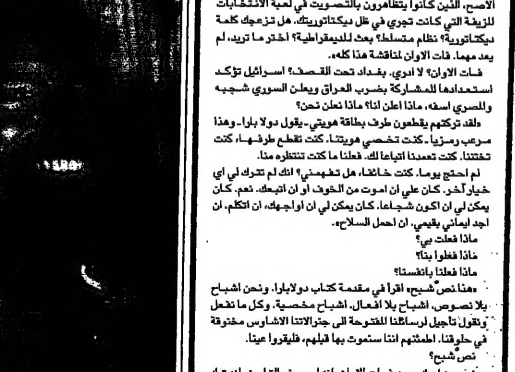 الاصح، الذين كانوا يتظاهرون بالتصويت في لعبة الانتخابات
المزيفة التي كانت تجري في ظل ديكتاتوريتك. هل تزعجك كلمة
ديكتاتورية؟ نظام متسلط؟ بعث للديمقراطية؟ اختر ما تريد، لم
يعد مهما. فات الاوان لمناقشة هذا كله».
فات الاوان؟ لا ادري. بغداد تحت القصف؟ اسرائيل تؤكد
استعدادها للمشاركة بضرب العراق ويعلن السوري شجبه
والمصري اسفه، ماذا اعلن انا؟ ماذا نعلن نحن؟
«لقد تركتهم يقطعون طرف بطاقة هويتي ـ يقول دولا بارا ـ وهذا
مرعب رمزيا ـ كنت تخصي هويتنا. كنت تقطع طرفها، كنت
تختننا. كنت تعمدنا اتباعا لك. فعلنا ما كنت تنتظره منا.
لم احتج يوما. كنت خائفا، هل تفهمني؟ انك لم تترك لي اي
خيار آخر. كان علي ان اموت من الخوف او ان اتبعك. نعم. كان
يمكن لي ان اكون شجاعا. كان يمكن لي ان اواجهك، ان اتكلم. ان
اجد ايماني بقيمي. ان احمل السلاح».
ماذا فعلت بي؟
ماذا فعلوا بنا؟
ماذا فعلنا بانفسنا؟
«هذا نص شبح» اقرأ في مقدمة كتاب دولابارا. ونحن اشباح
بلا نصوص، اشباح بلا افعال. اشباح مخصية. وكل ما نفعل
ونقول تأجيل لرسائلنا المفتوحة الى جنرالاتنا الاشاوس مخنوقة
في حلوقنا. اطمئنهم اننا سنموت بها قبلهم، فليقروا عينا.
نص شبح؟